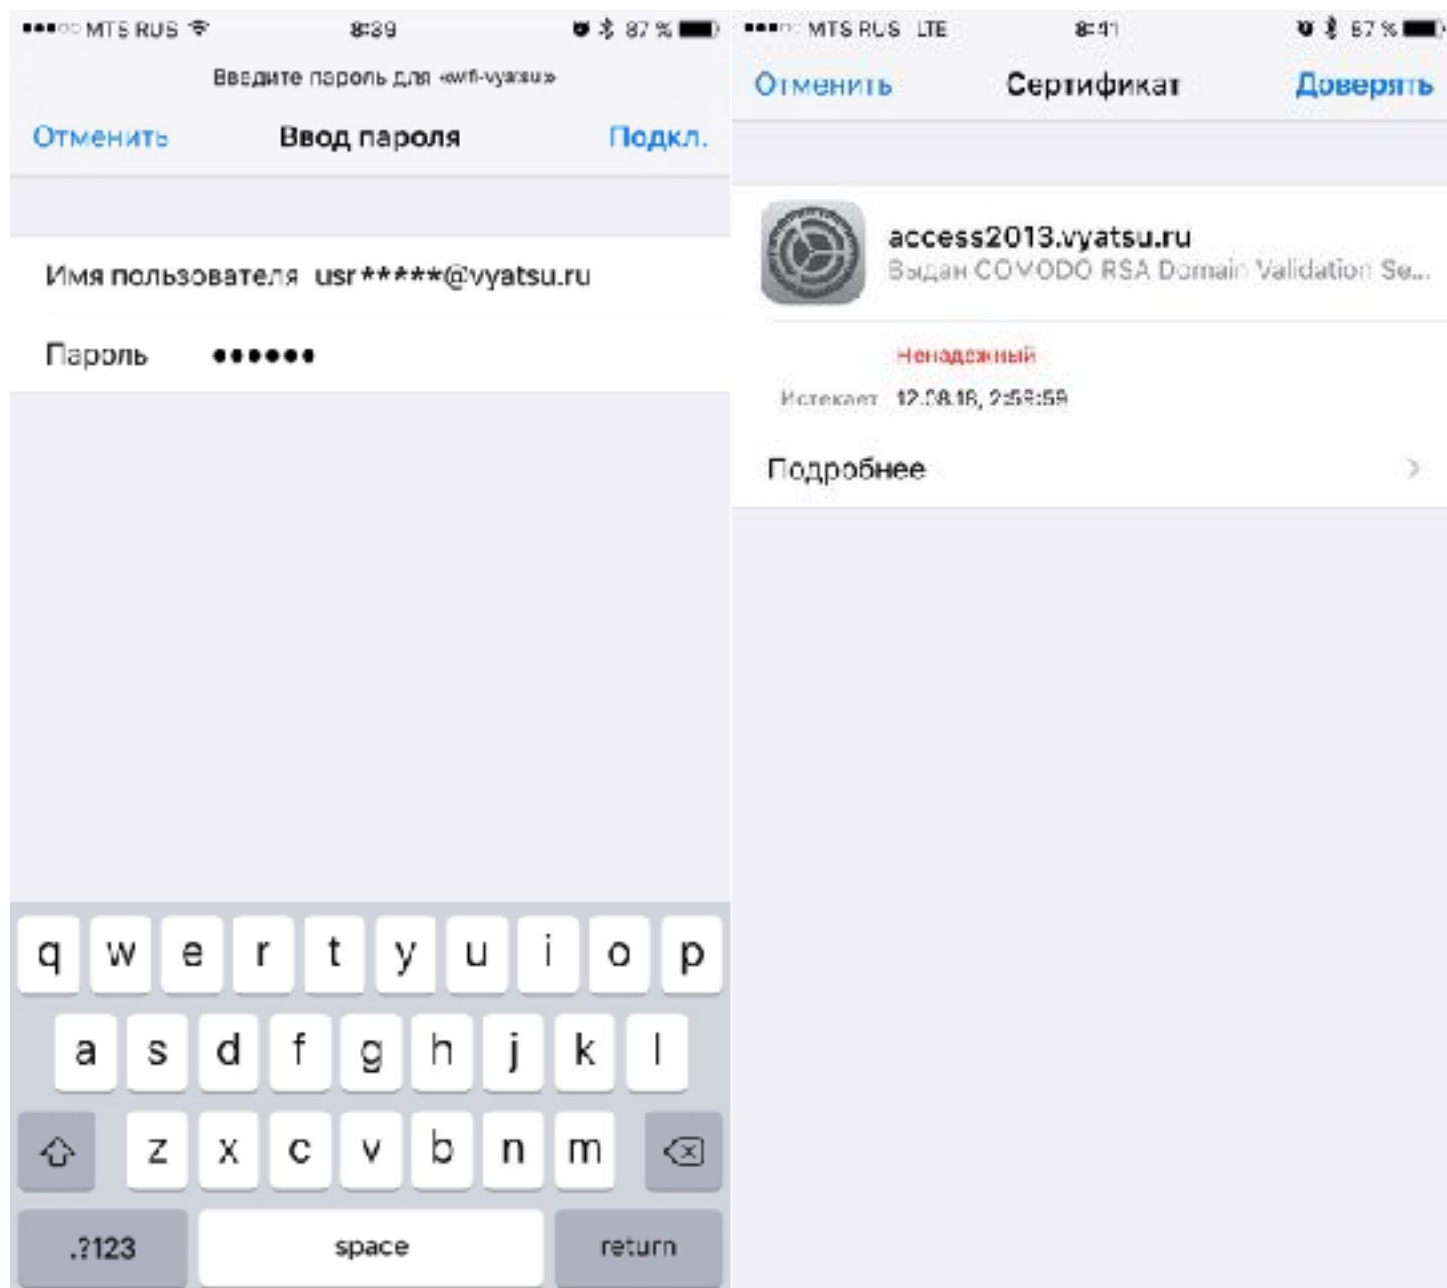 MTS RUS 8:39 87 %
Введите пароль для «wifi-vyatsu»
Отменить Ввод пароля Подкл.
Имя пользователя usr*****@vyatsu.ru
Пароль ••••••
q w e r t y u i o p
a s d f g h j k l
z x c v b n m
.?123 space return
MTS RUS LTE 8:41 87 %
Отменить Сертификат Доверять
access2013.vyatsu.ru
Выдан COMODO RSA Domain Validation Se...
Ненадежный
Истекает 12.08.18, 2:59:59
Подробнее